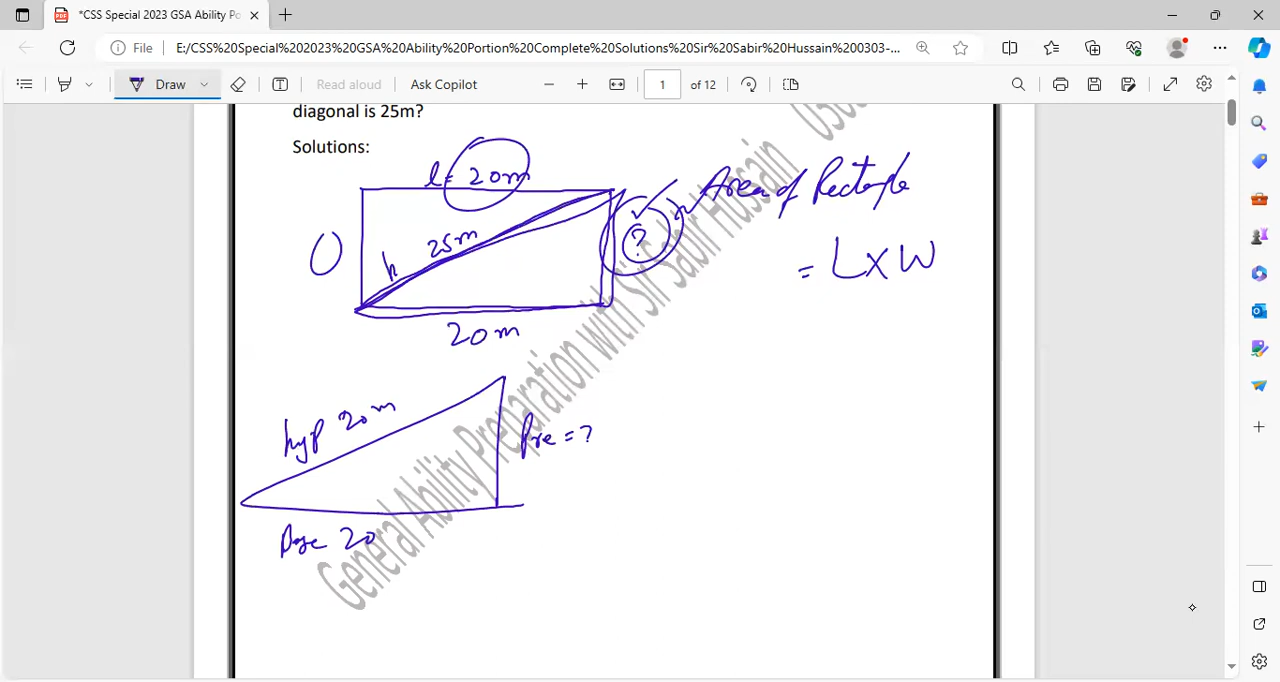 *CSS Special 2023 GSA Ability Po
File
E:/CSS%20Special%202023%20GSA%20Ability%20Portion%20Complete%20Solutions%20Sir%20Sabir%20Hussain%200303-...
Draw
Read aloud
Ask Copilot
1 of 12
diagonal is 25m?
Solutions:
l = 20m
Area of Rectangle
25m
h
?
= L X W
20m
hyp 20m
Pre = ?
Base 20
General Ability Preparation with Sir Sabir Hussain